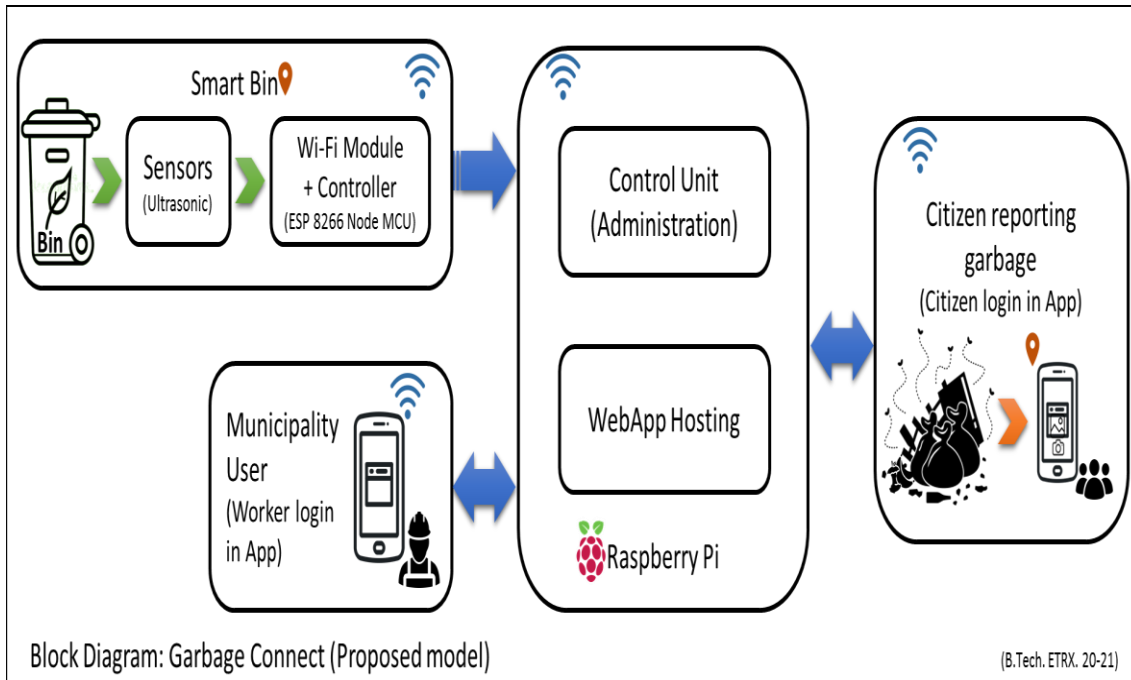 Smart Bin
Bin
Sensors
(Ultrasonic)
Wi-Fi Module
+ Controller
(ESP 8266 Node MCU)
Control Unit
(Administration)
WebApp Hosting
Raspberry Pi
Citizen reporting
garbage
(Citizen login in App)
Municipality
User
(Worker login
in App)
Block Diagram: Garbage Connect (Proposed model)
(B.Tech. ETRX. 20-21)